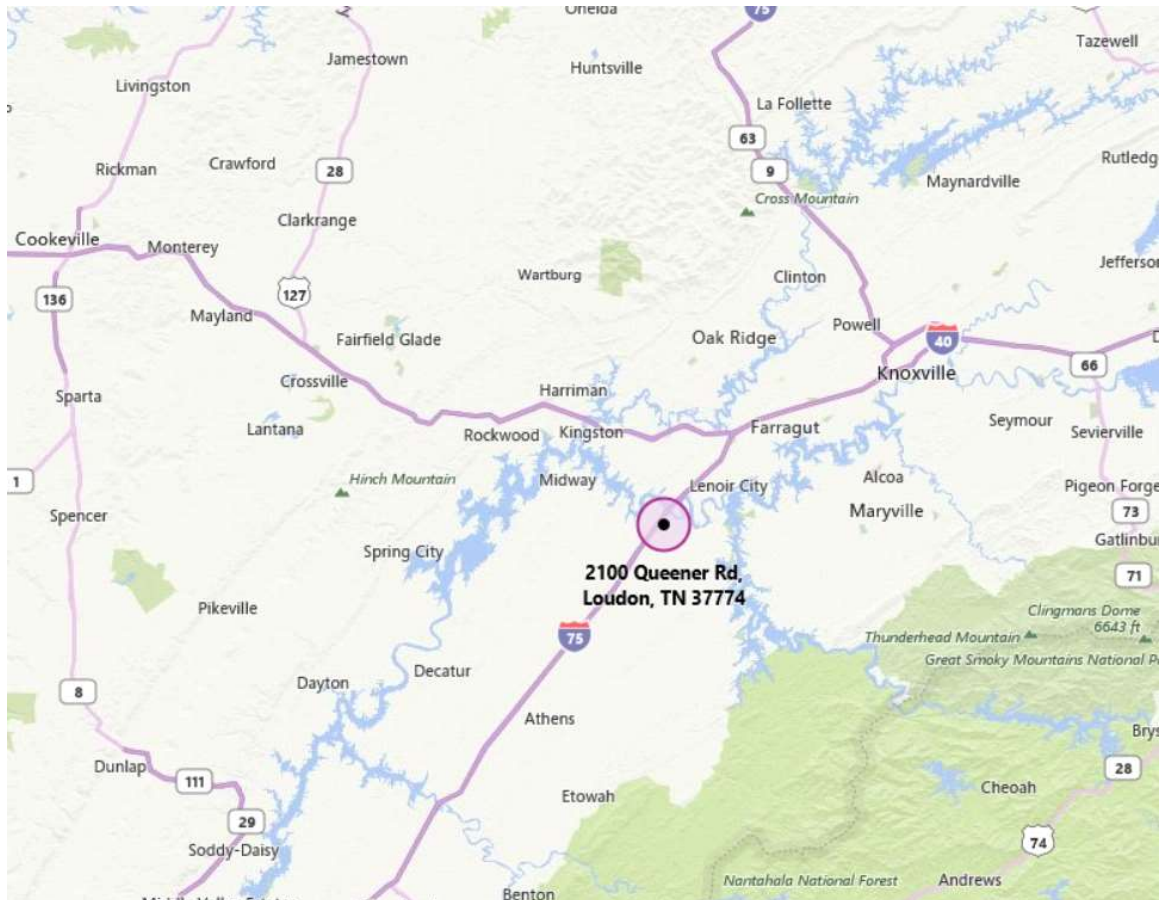 Oneida
75
Tazewell
Jamestown
Huntsville
Livingston
La Follette
63
Rutledg
Rickman
Crawford
28
9
Maynardville
Cross Mountain
Clarkrange
Cookeville
Monterey
Wartburg
Clinton
Jefferson
136
127
Mayland
Powell
Fairfield Glade
Oak Ridge
40
Knoxville
66
Crossville
Harriman
Sparta
Lantana
Rockwood
Kingston
Farragut
Seymour
Sevierville
1
Hinch Mountain
Midway
Lenoir City
Alcoa
Pigeon Forge
Spencer
Maryville
73
Gatlinbu
Spring City
2100 Queener Rd,
Loudon, TN 37774
71
Pikeville
Clingmans Dome
6643 ft
75
Thunderhead Mountain
Great Smoky Mountains National P
Decatur
Dayton
8
Athens
Brys
Dunlap
111
28
Etowah
Cheoah
29
74
Soddy-Daisy
Nantahala National Forest
Andrews
Benton